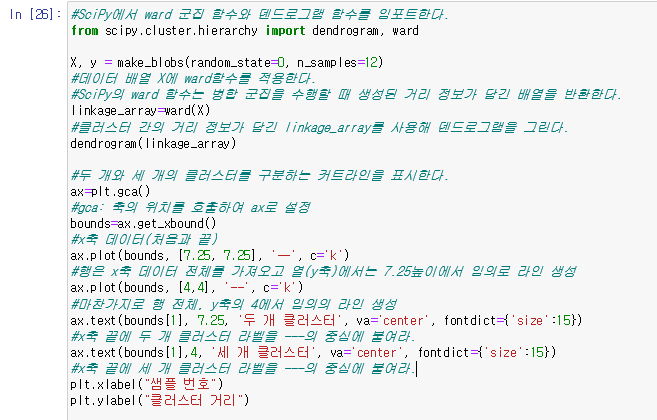 In [26]: #SciPy에서 ward 군집 함수와 덴드로그램 함수를 임포트한다.
from scipy.cluster.hierarchy import dendrogram, ward
X, y = make_blobs(random_state=0, n_samples=12)
#데이터 배열 X에 ward함수를 적용한다.
#SciPy의 ward 함수는 병합 군집을 수행할 때 생성된 거리 정보가 담긴 배열을 반환한다.
linkage_array=ward(X)
#클러스터 간의 거리 정보가 담긴 linkage_array를 사용해 덴드로그램을 그린다.
dendrogram(linkage_array)
#두 개와 세 개의 클러스터를 구분하는 커트라인을 표시한다.
ax=plt.gca()
#gca: 축의 위치를 호출하여 ax로 설정
bounds=ax.get_xbound()
#x축 데이터(처음과 끝)
ax.plot(bounds, [7.25, 7.25], '--', c='k')
#행은 x축 데이터 전체를 가져오고 열(y축)에서는 7.25높이에서 임의로 라인 생성
ax.plot(bounds, [4,4], '--', c='k')
#마찬가지로 행 전체, y축의 4에서 임의의 라인 생성
ax.text(bounds[1], 7.25, '두 개 클러스터', va='center', fontdict={'size':15})
#x축 끝에 두 개 클러스터 라벨을 ---의 중심에 붙여라.
ax.text(bounds[1],4, '세 개 클러스터', va='center', fontdict={'size':15})
#x축 끝에 세 개 클러스터 라벨을 ---의 중심에 붙여라.
plt.xlabel("샘플 번호")
plt.ylabel("클러스터 거리")